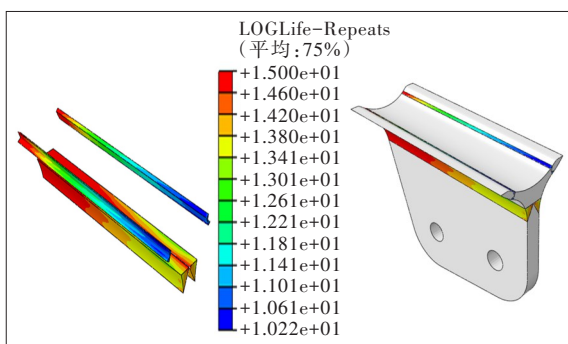 LOGLife-Repeats
(平均:75%)
+1.500e+01
+1.460e+01
+1.420e+01
+1.380e+01
+1.341e+01
+1.301e+01
+1.261e+01
+1.221e+01
+1.181e+01
+1.141e+01
+1.101e+01
+1.061e+01
+1.022e+01